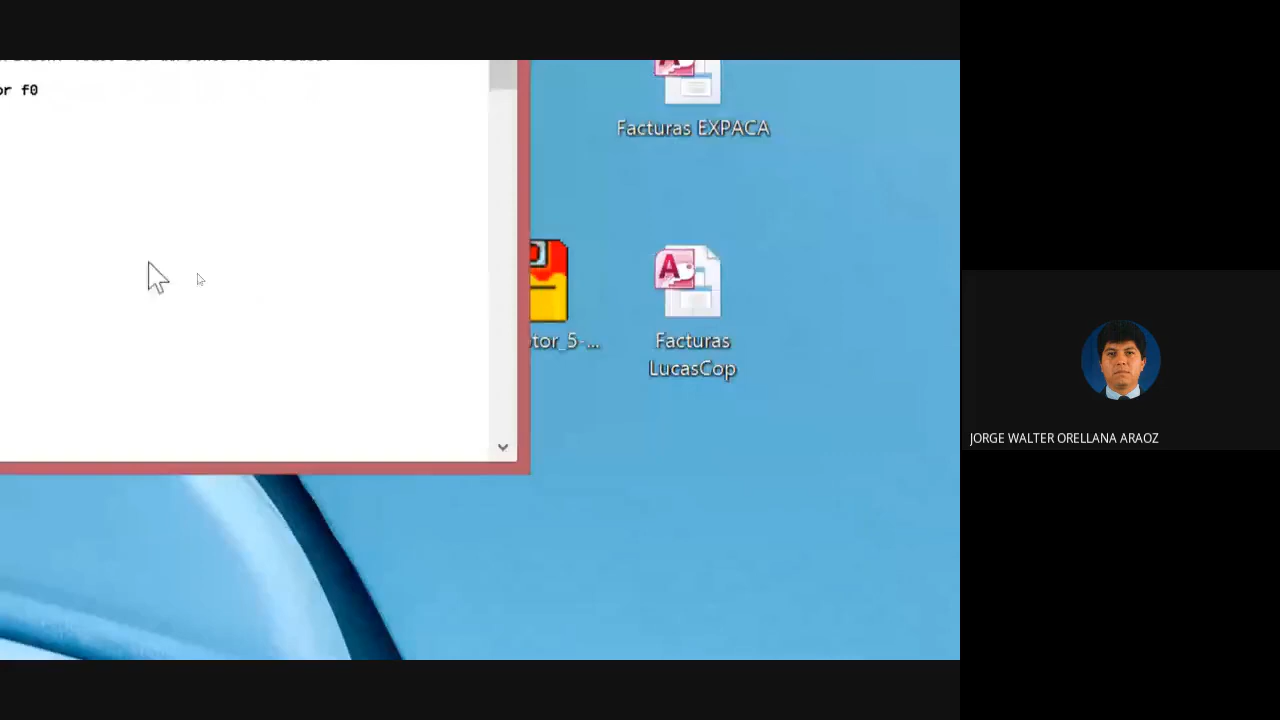 or f0
Facturas EXPACA
tor_5-...
Facturas
LucasCop
JORGE WALTER ORELLANA ARAOZ